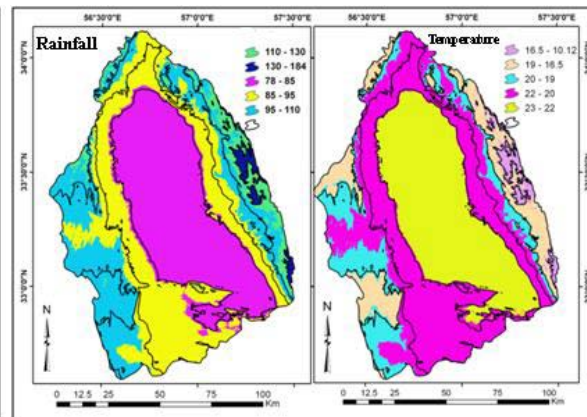 56°30'0"E 57°0'0"E 57°30'0"E
Rainfall
110 - 130
130 - 184
78 - 85
85 - 95
95 - 110
N
0 12.5 25 50 75 100
Km
56°30'0"E 57°0'0"E 57°30'0"E
Temperature
16.5 - 10.12
19 - 16.5
20 - 19
22 - 20
23 - 22
33°30'0"N
33°0'0"N
N
0 12.5 25 50 75 100
Km